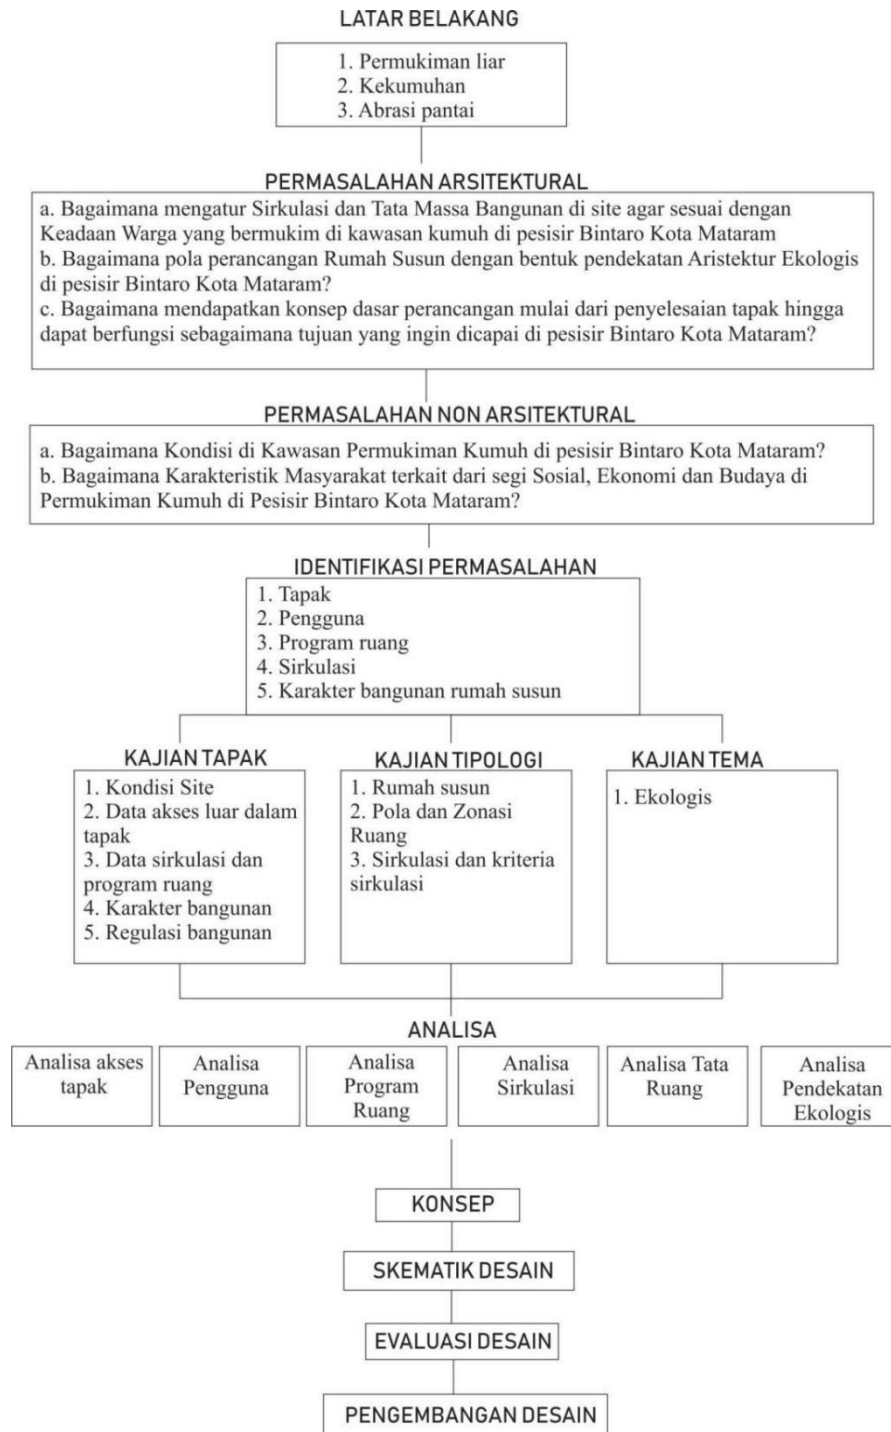 LATAR BELAKANG
1. Permukiman liar
2. Kekumuhan
3. Abrasi pantai
PERMASALAHAN ARSITEKTURAL
a. Bagaimana mengatur Sirkulasi dan Tata Massa Bangunan di site agar sesuai dengan
Keadaan Warga yang bermukim di kawasan kumuh di pesisir Bintaro Kota Mataram
b. Bagaimana pola perancangan Rumah Susun dengan bentuk pendekatan Aristektur Ekologis
di pesisir Bintaro Kota Mataram?
c. Bagaimana mendapatkan konsep dasar perancangan mulai dari penyelesaian tapak hingga
dapat berfungsi sebagaimana tujuan yang ingin dicapai di pesisir Bintaro Kota Mataram?
PERMASALAHAN NON ARSITEKTURAL
a. Bagaimana Kondisi di Kawasan Permukiman Kumuh di pesisir Bintaro Kota Mataram?
b. Bagaimana Karakteristik Masyarakat terkait dari segi Sosial, Ekonomi dan Budaya di
Permukiman Kumuh di Pesisir Bintaro Kota Mataram?
IDENTIFIKASI PERMASALAHAN
1. Tapak
2. Pengguna
3. Program ruang
4. Sirkulasi
5. Karakter bangunan rumah susun
KAJIAN TAPAK
1. Kondisi Site
2. Data akses luar dalam
tapak
3. Data sirkulasi dan
program ruang
4. Karakter bangunan
5. Regulasi bangunan
KAJIAN TIPOLOGI
1. Rumah susun
2. Pola dan Zonasi
Ruang
3. Sirkulasi dan kriteria
sirkulasi
KAJIAN TEMA
1. Ekologis
ANALISA
Analisa akses
tapak
Analisa
Pengguna
Analisa
Program
Ruang
Analisa
Sirkulasi
Analisa Tata
Ruang
Analisa
Pendekatan
Ekologis
KONSEP
SKEMATIK DESAIN
EVALUASI DESAIN
PENGEMBANGAN DESAIN